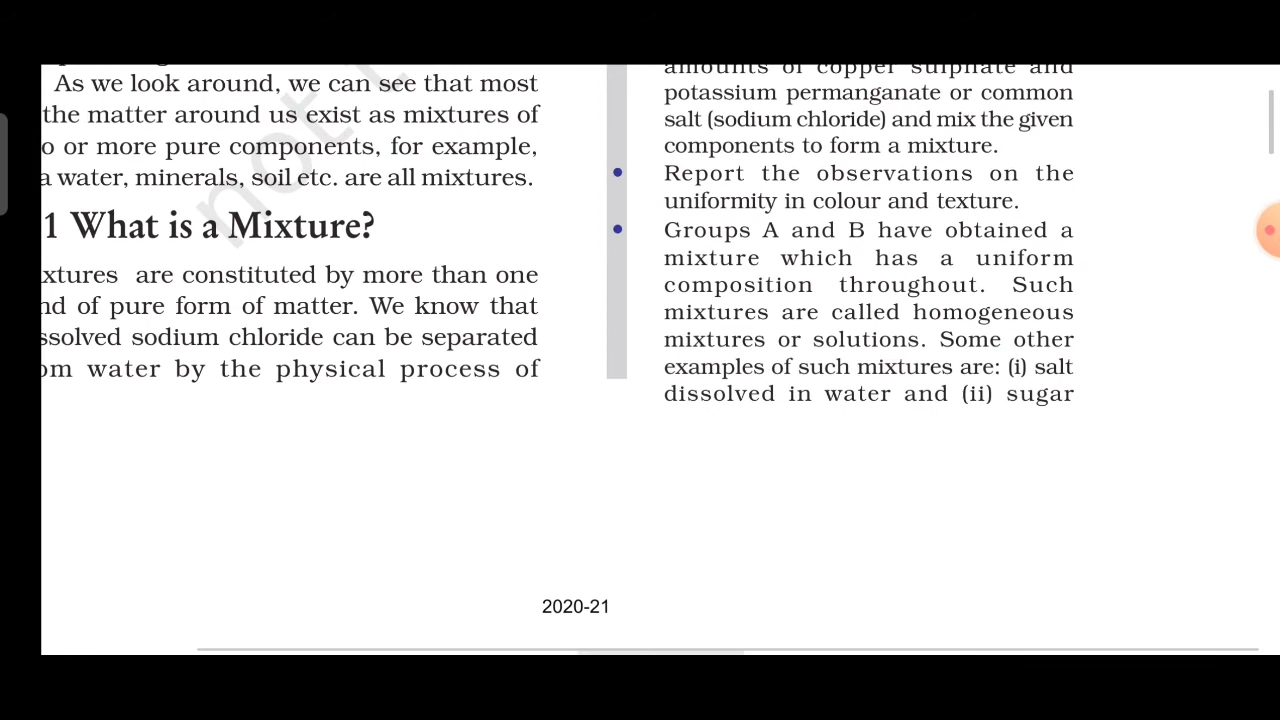 As we look around, we can see that most
the matter around us exist as mixtures of
o or more pure components, for example,
a water, minerals, soil etc. are all mixtures.
1 What is a Mixture?
xtures are constituted by more than one
nd of pure form of matter. We know that
ssolved sodium chloride can be separated
om water by the physical process of
amounts of copper sulphate and
potassium permanganate or common
salt (sodium chloride) and mix the given
components to form a mixture.
• Report the observations on the
uniformity in colour and texture.
• Groups A and B have obtained a
mixture which has a uniform
composition throughout. Such
mixtures are called homogeneous
mixtures or solutions. Some other
examples of such mixtures are: (i) salt
dissolved in water and (ii) sugar
not
2020-21